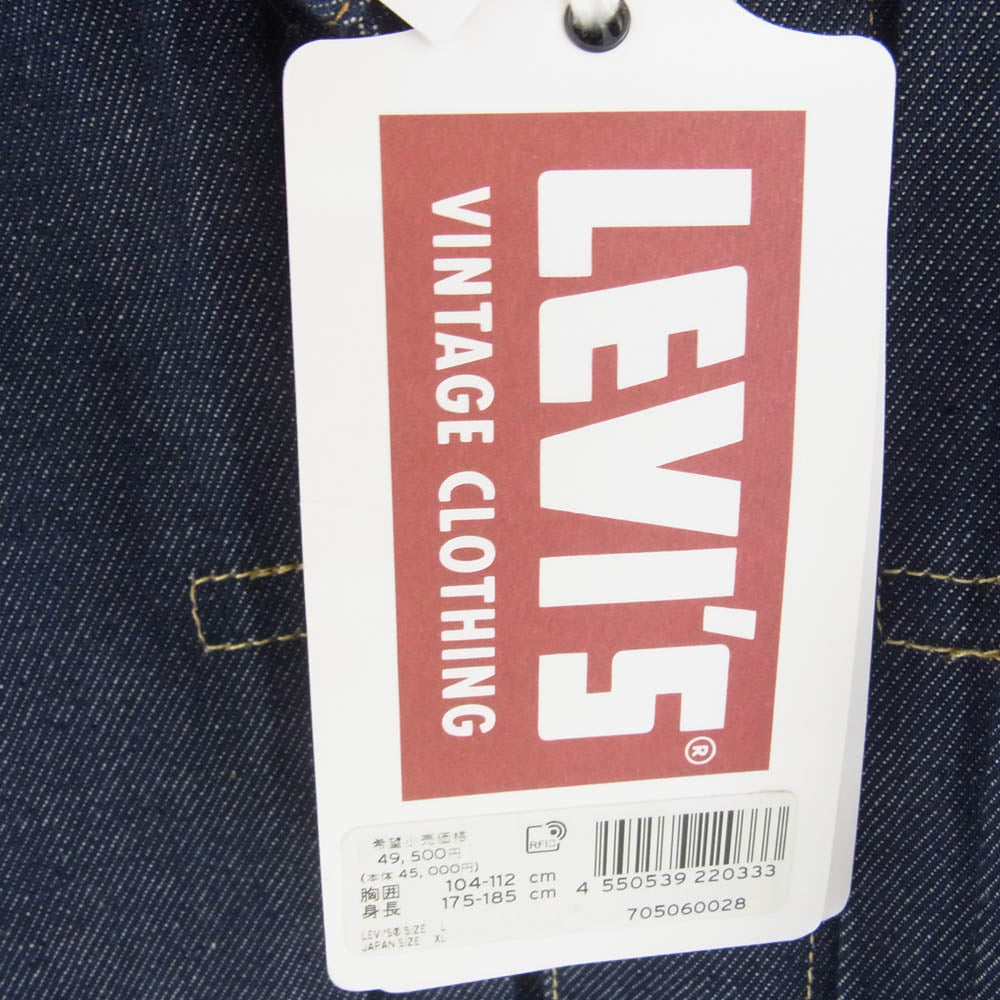 LEVI'S®
VINTAGE CLOTHING
希望小売価格
49,500円
(本体 45,000円)
胸囲 104-112 cm
身長 175-185 cm
LEVI'S® SIZE L
JAPAN SIZE XL
RFID
4 550539 220333
705060028